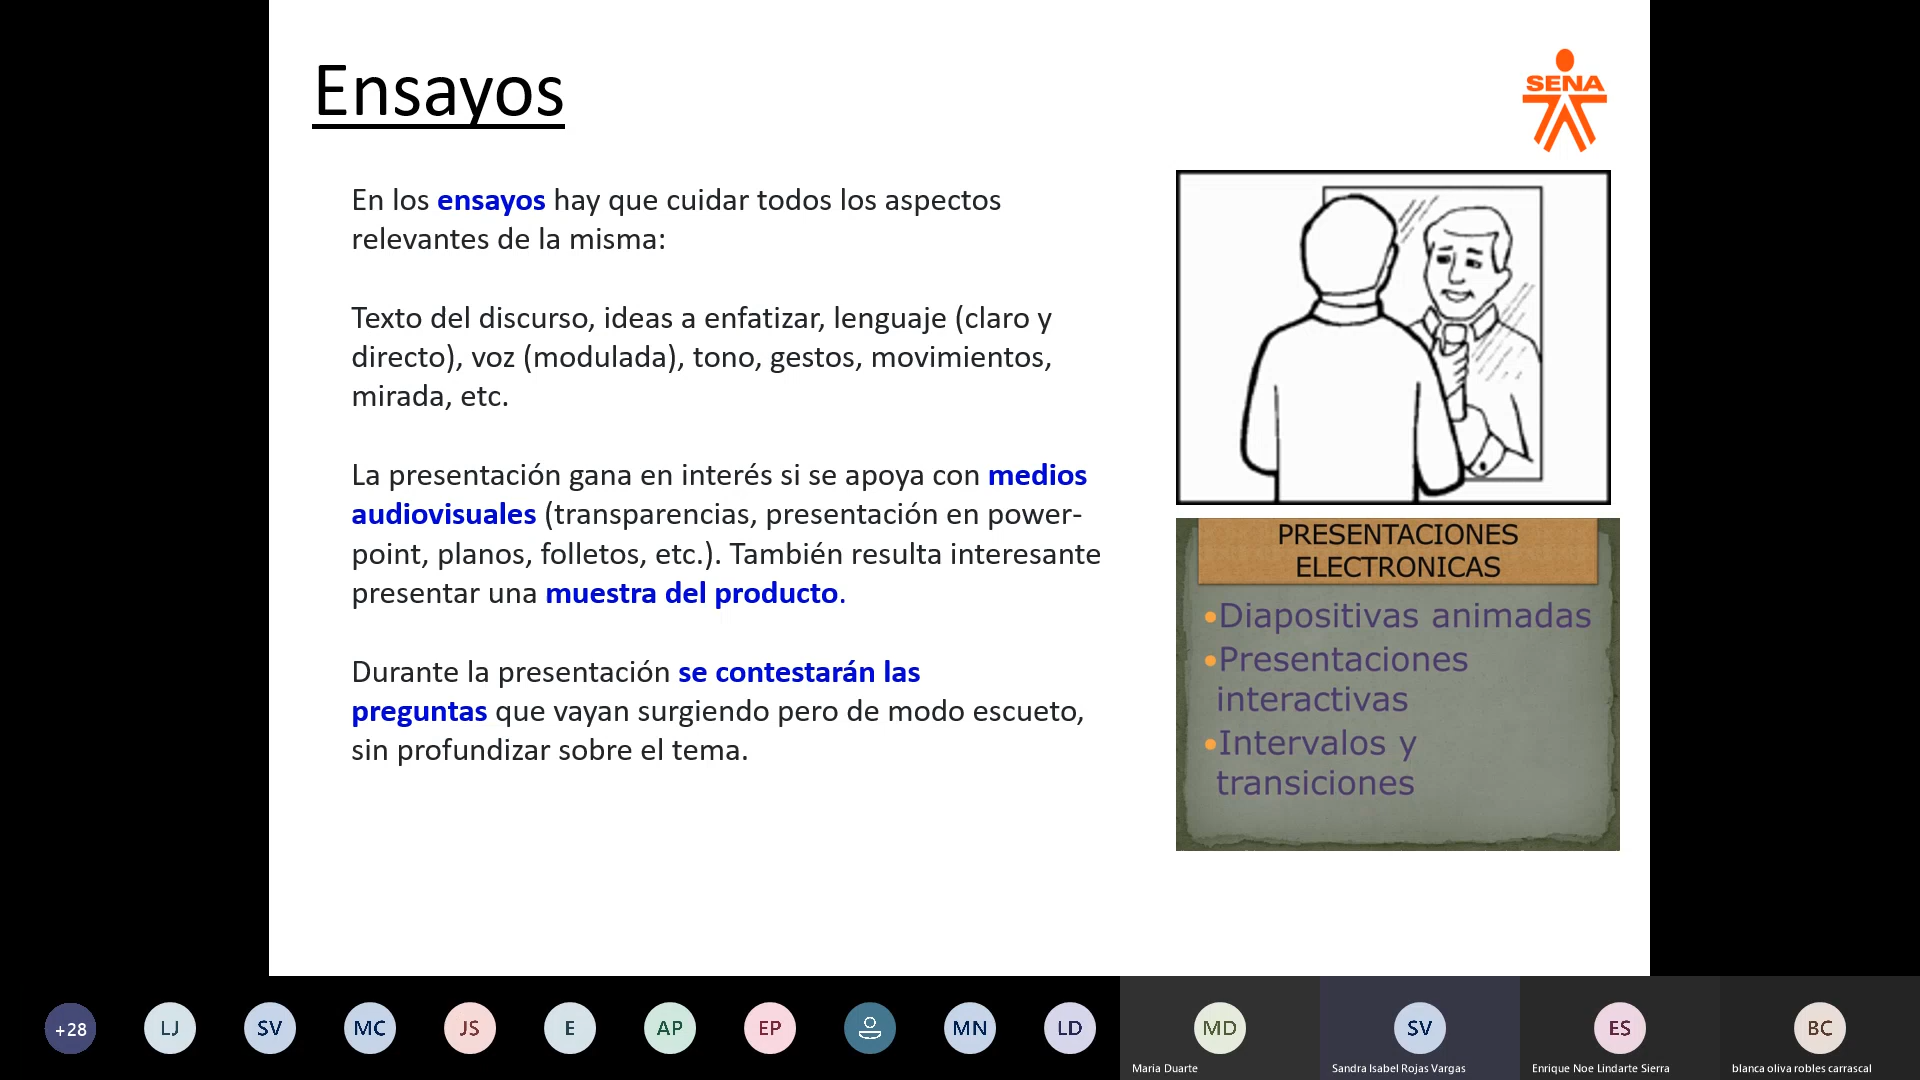 Ensayos
SENA
En los ensayos hay que cuidar todos los aspectos
relevantes de la misma:
Texto del discurso, ideas a enfatizar, lenguaje (claro y
directo), voz (modulada), tono, gestos, movimientos,
mirada, etc.
La presentación gana en interés si se apoya con medios
audiovisuales (transparencias, presentación en power-
point, planos, folletos, etc.). También resulta interesante
presentar una muestra del producto.
Durante la presentación se contestarán las
preguntas que vayan surgiendo pero de modo escueto,
sin profundizar sobre el tema.
PRESENTACIONES
ELECTRONICAS
•Diapositivas animadas
•Presentaciones
interactivas
•Intervalos y
transiciones
+28
LJ
SV
MC
JS
E
AP
EP
MN
LD
MD
Maria Duarte
SV
Sandra Isabel Rojas Vargas
ES
Enrique Noe Lindarte Sierra
BC
blanca oliva robles carrascal